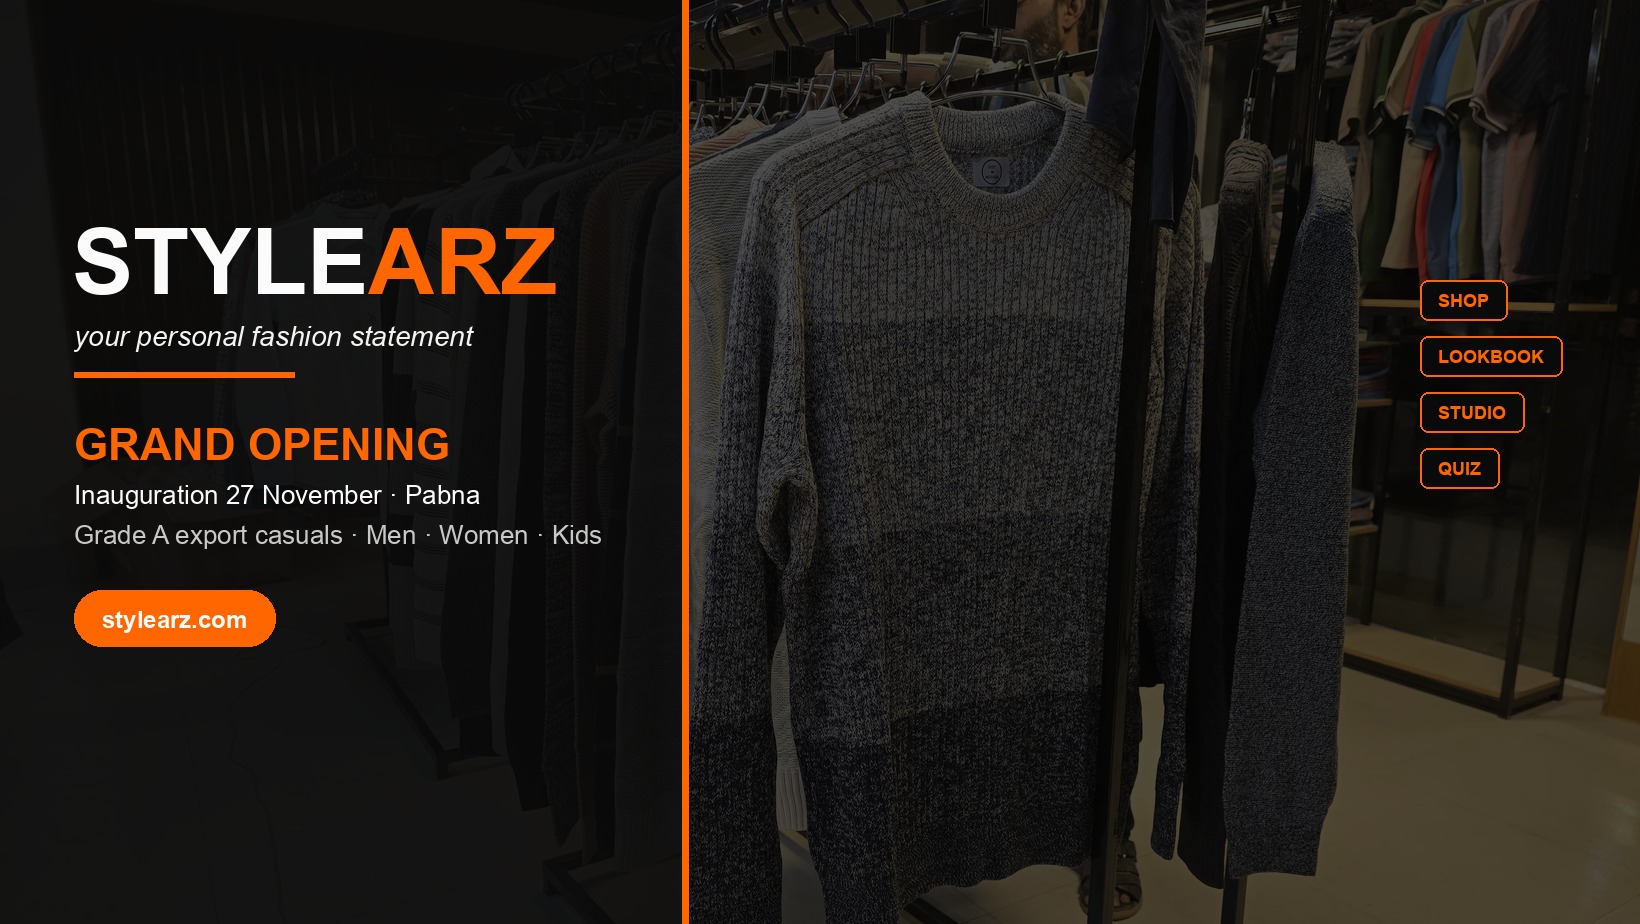 STYLEARZ
your personal fashion statement
GRAND OPENING
Inauguration 27 November · Pabna
Grade A export casuals · Men · Women · Kids
stylearz.com
SHOP
LOOKBOOK
STUDIO
QUIZ